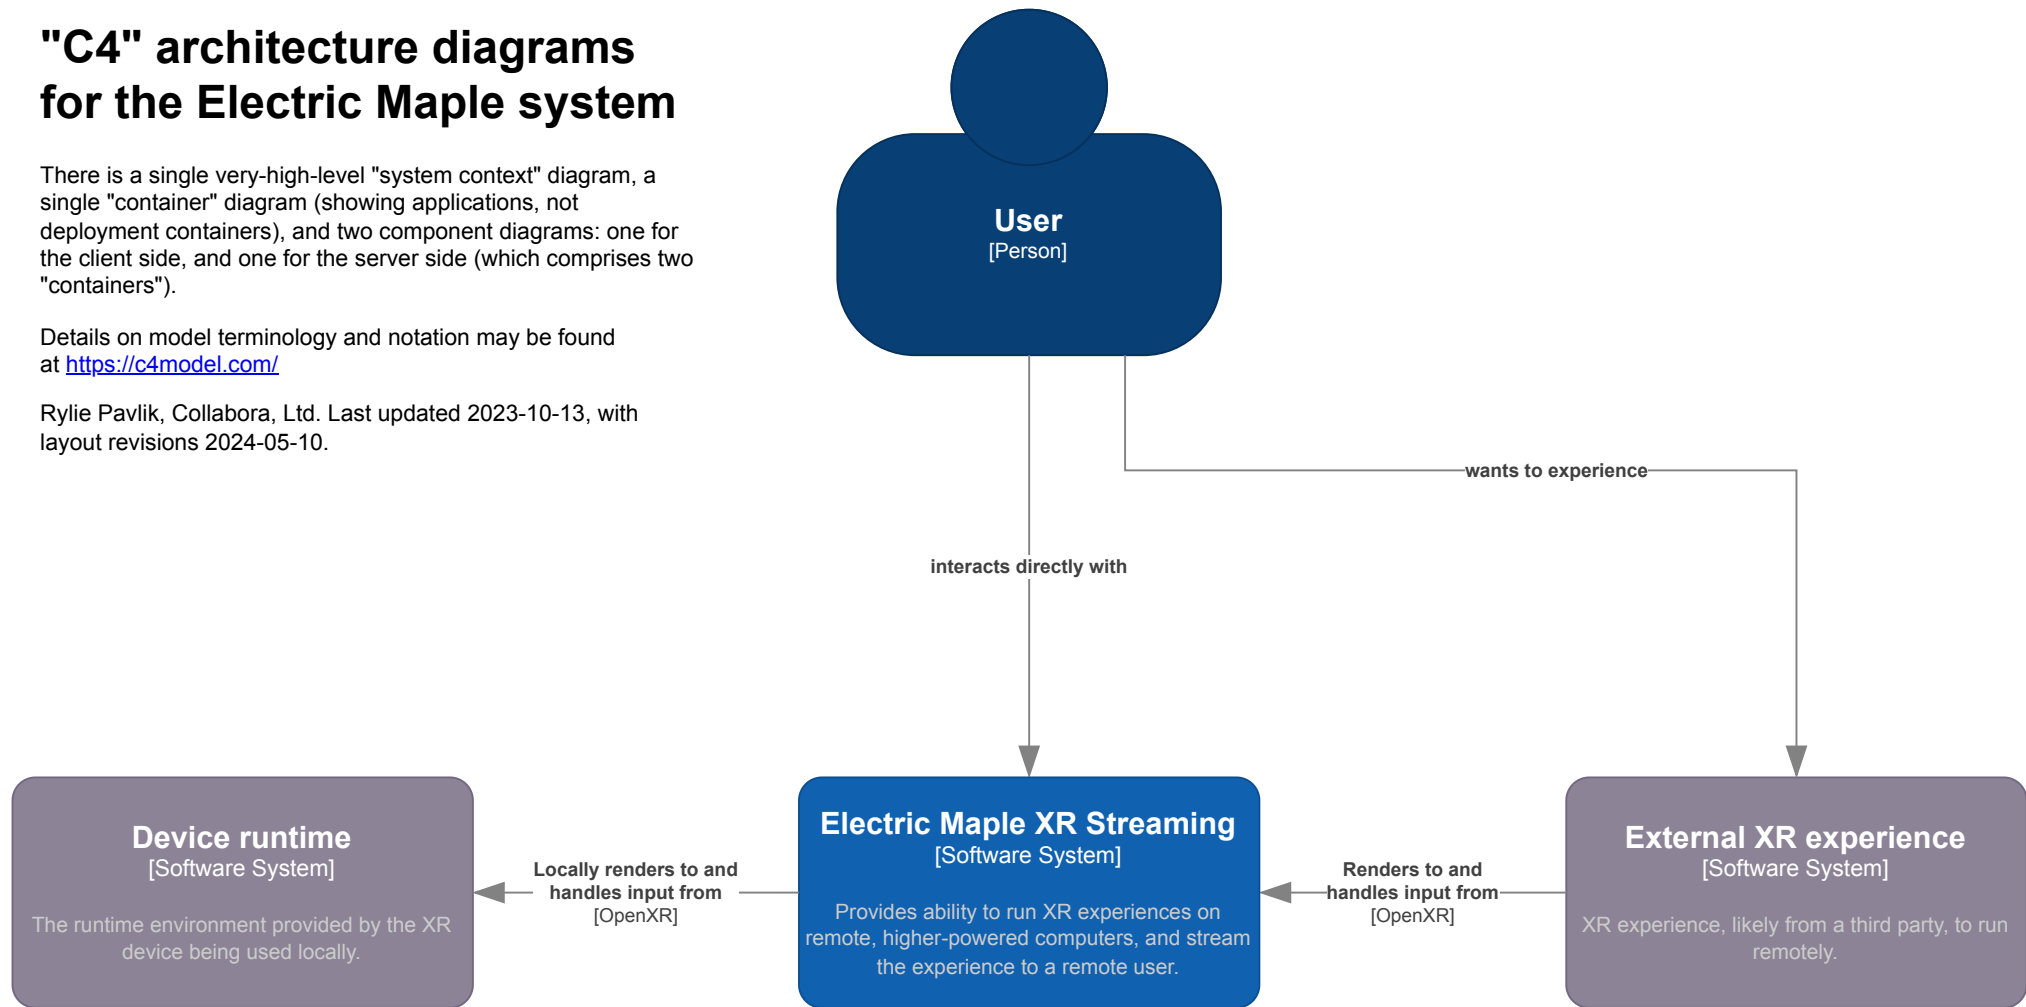 "C4" architecture diagrams
for the Electric Maple system
There is a single very-high-level "system context" diagram, a
single "container" diagram (showing applications, not
deployment containers), and two component diagrams: one for
the client side, and one for the server side (which comprises two
"containers").
Details on model terminology and notation may be found
at https://c4model.com/
Rylie Pavlik, Collabora, Ltd. Last updated 2023-10-13, with
layout revisions 2024-05-10.
User
[Person]
wants to experience
interacts directly with
Device runtime
[Software System]
The runtime environment provided by the XR
device being used locally.
Locally renders to and
handles input from
[OpenXR]
Electric Maple XR Streaming
[Software System]
Provides ability to run XR experiences on
remote, higher-powered computers, and stream
the experience to a remote user.
Renders to and
handles input from
[OpenXR]
External XR experience
[Software System]
XR experience, likely from a third party, to run
remotely.